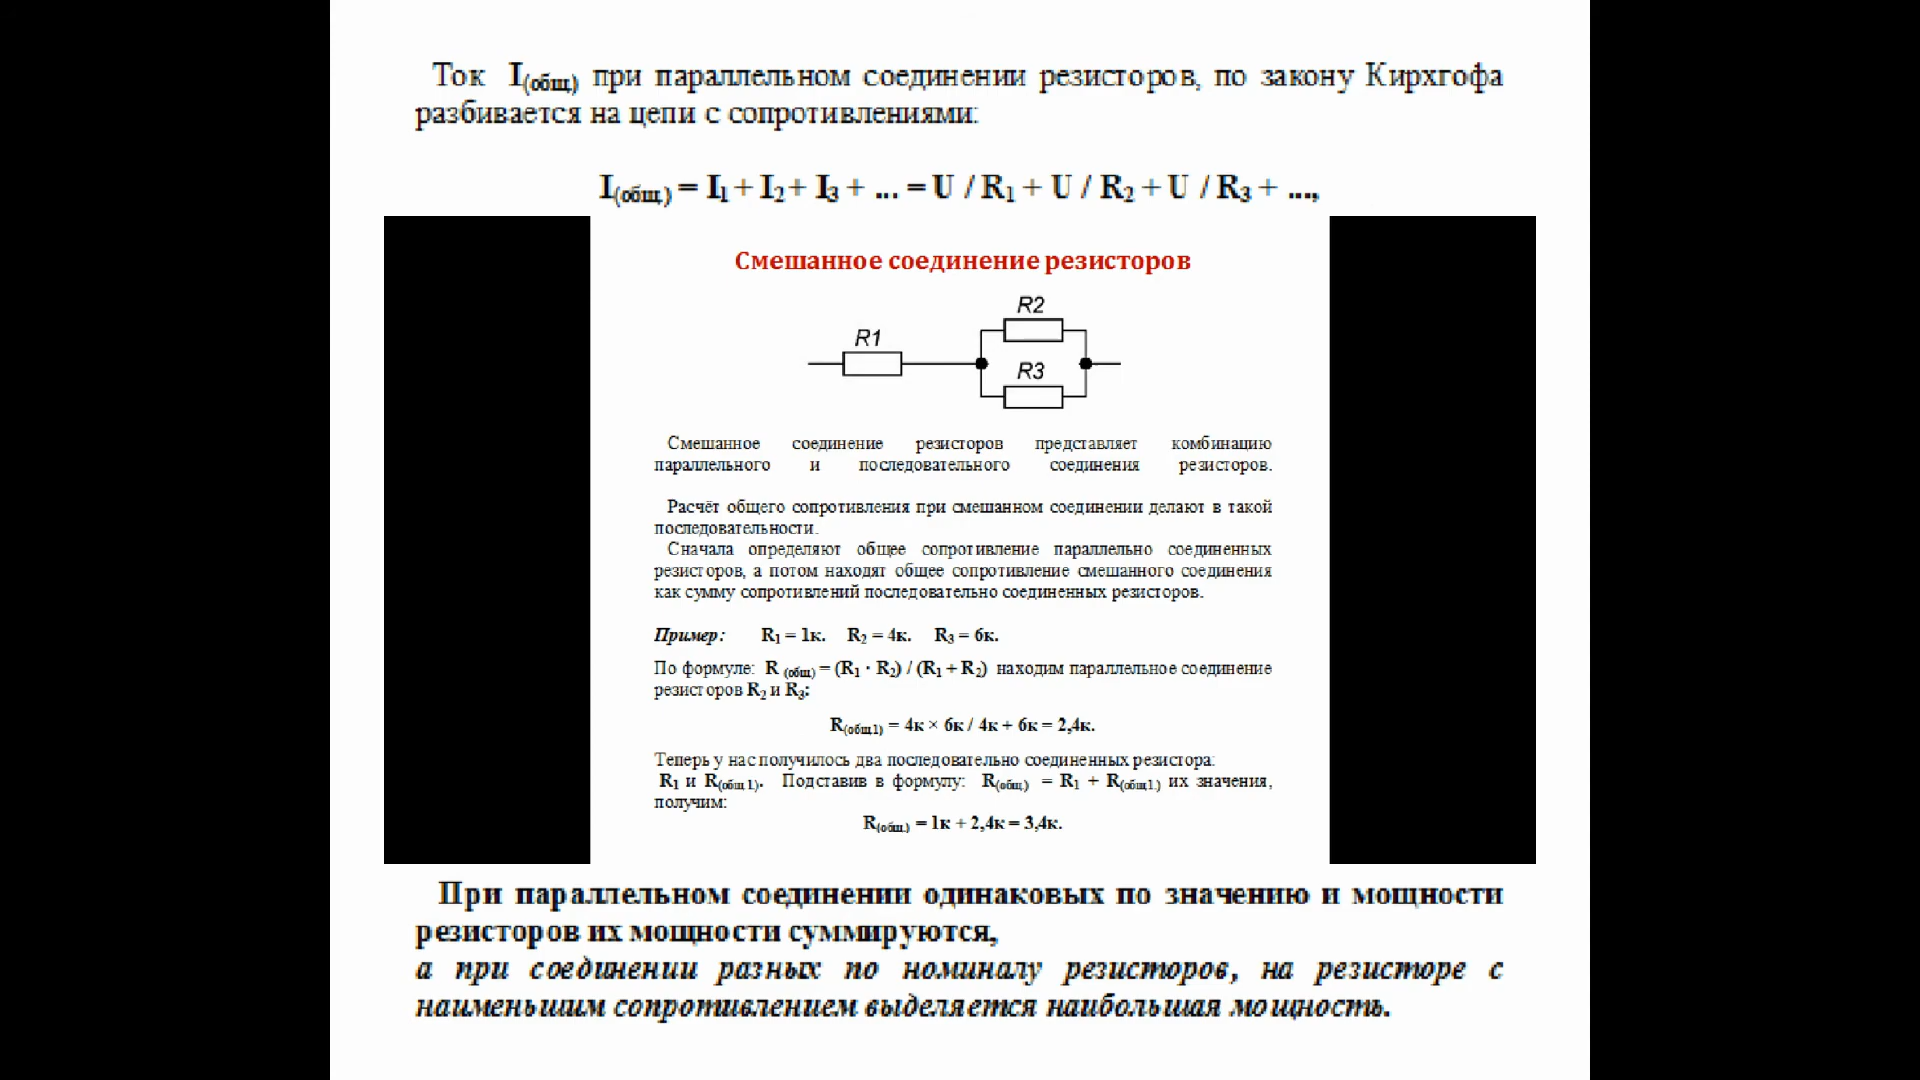 Ток I(общ.) при параллельном соединении резисторов, по закону Кирхгофа
разбивается на цепи с сопротивлениями:
I(общ.) = I1 + I2 + I3 + ... = U / R1 + U / R2 + U / R3 + ...,
Смешанное соединение резисторов
R2
R1
R3
Смешанное соединение резисторов представляет комбинацию
параллельного и последовательного соединения резисторов.
Расчёт общего сопротивления при смешанном соединении делают в такой
последовательности.
Сначала определяют общее сопротивление параллельно соединенных
резисторов, а потом находят общее сопротивление смешанного соединения
как сумму сопротивлений последовательно соединенных резисторов.
Пример: R1 = 1к. R2 = 4к. R3 = 6к.
По формуле: R (общ) = (R1 · R2) / (R1 + R2) находим параллельное соединение
резисторов R2 и R3:
R(общ1) = 4к × 6к / 4к + 6к = 2,4к.
Теперь у нас получилось два последовательно соединенных резистора:
R1 и R(общ 1.). Подставив в формулу: R(общ.) = R1 + R(общ1.) их значения,
получим:
R(общ.) = 1к + 2,4к = 3,4к.
При параллельном соединении одинаковых по значению и мощности
резисторов их мощности суммируются,
а при соединении разных по номиналу резисторов, на резисторе с
наименьшим сопротивлением выделяется наибольшая мощность.